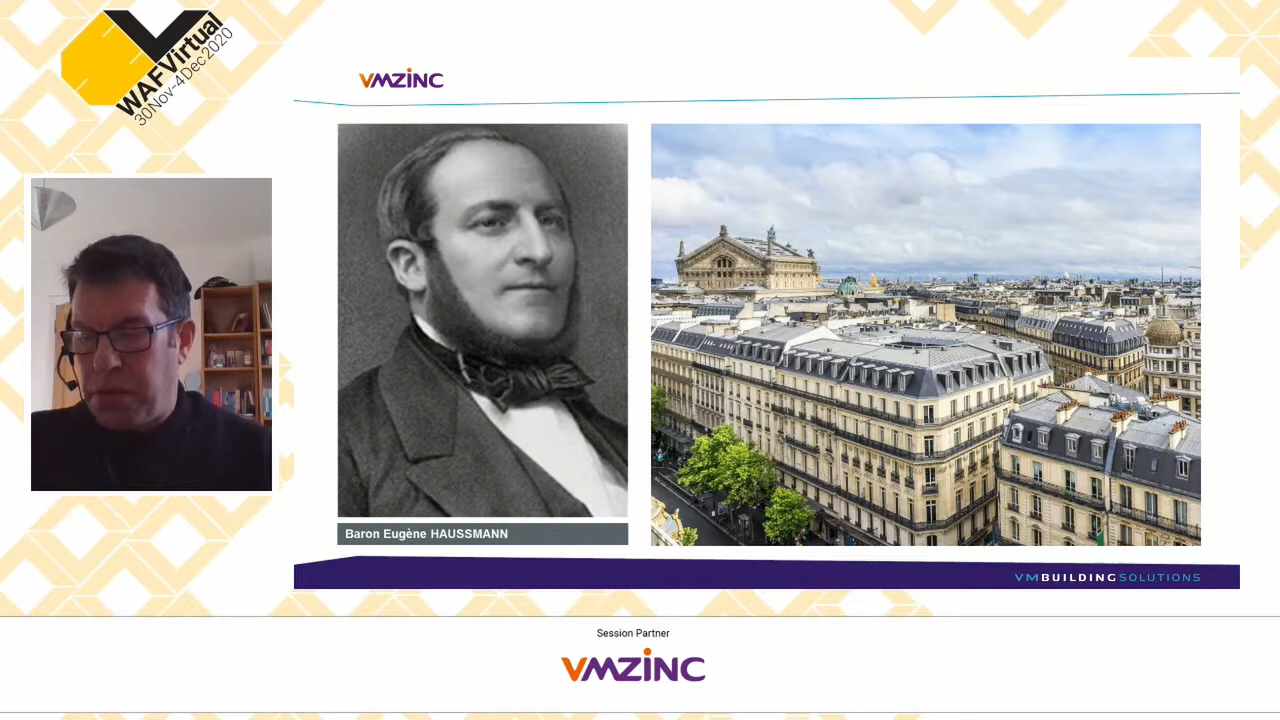 WAFVirtual
30Nov-4Dec2020
VMZINC
Baron Eugène HAUSSMANN
VMBUILDINGSOLUTIONS
Session Partner
VMZINC